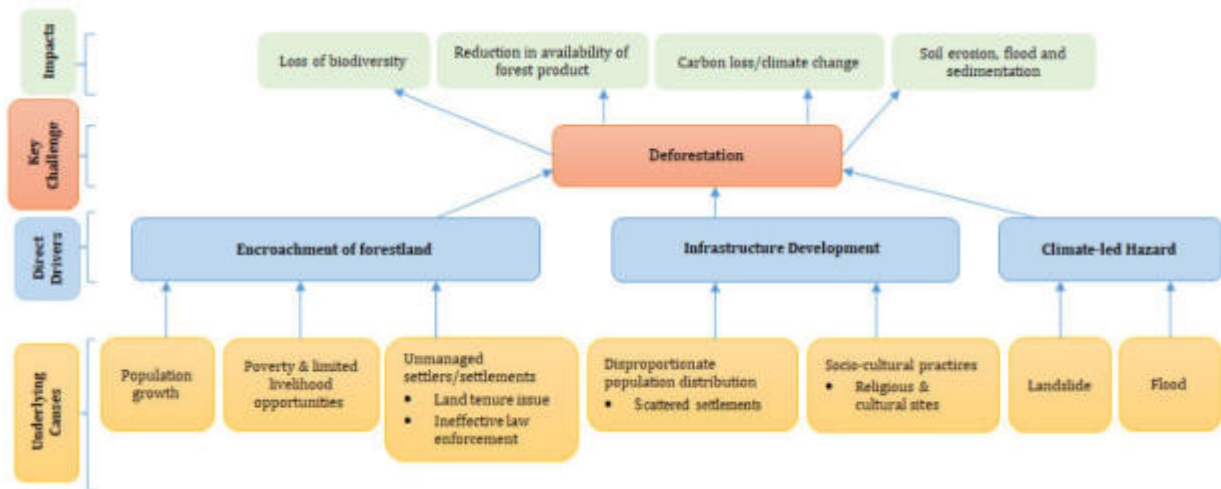 Impacts
Loss of biodiversity
Reduction in availability of
forest product
Carbon loss/climate change
Soil erosion, flood and
sedimentation
Key
Challenge
Deforestation
Direct
Drivers
Encroachment of forestland
Infrastructure Development
Climate-led Hazard
Underlying
Causes
Population
growth
Poverty & limited
livelihood
opportunities
Unmanaged
settlers/settlements
• Land tenure issue
• Ineffective law
enforcement
Disproportionate
population distribution
• Scattered settlements
Socio-cultural practices
• Religious &
cultural sites
Landslide
Flood